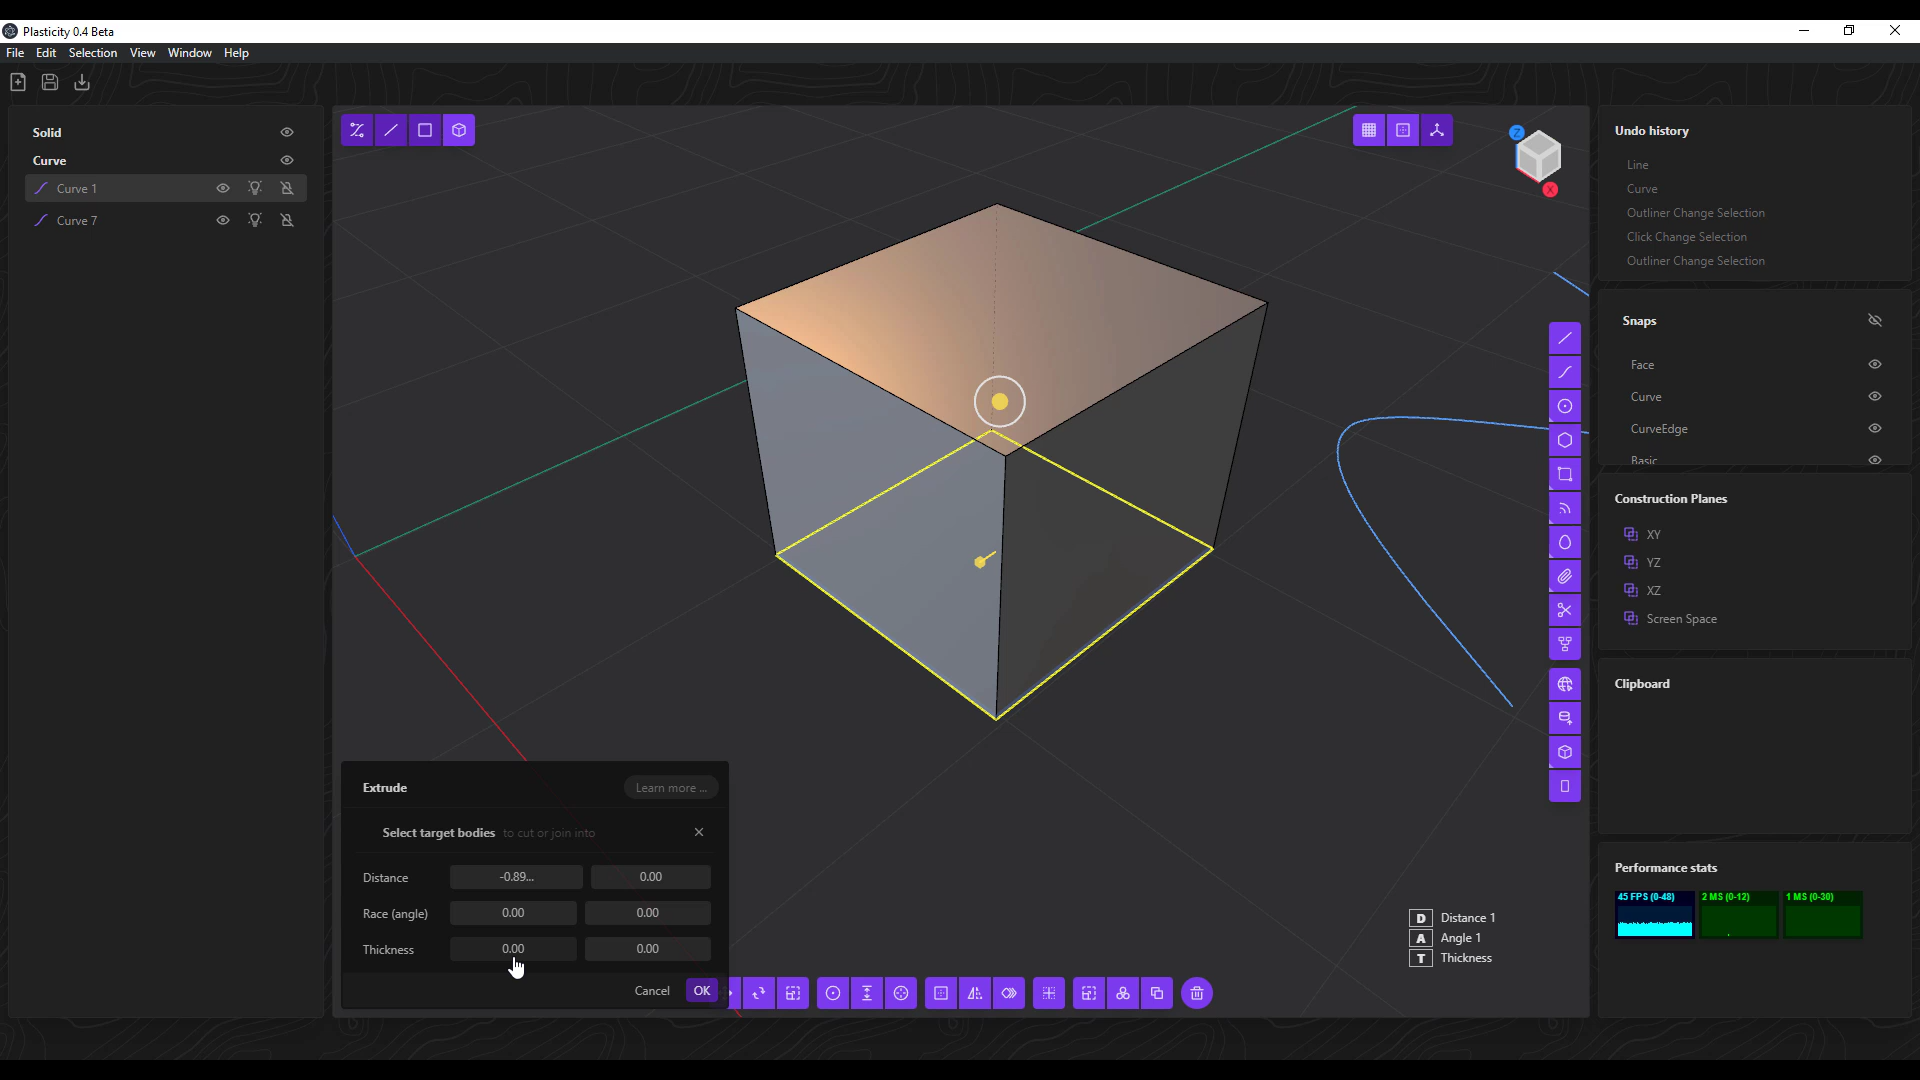 Plasticity 0.4 Beta
File Edit Selection View Window Help
Solid
Curve
Curve 1
Curve 7
Z
X
Undo history
Line
Curve
Outliner Change Selection
Click Change Selection
Outliner Change Selection
Snaps
Face
Curve
CurveEdge
Basic
Construction Planes
XY
YZ
XZ
Screen Space
Clipboard
Performance stats
45 FPS (0-48) 2 MS (0-12) 1 MS (0-30)
Extrude Learn more ...
Select target bodies to cut or join into
Distance -0.89... 0.00
Race (angle) 0.00 0.00
Thickness 0.00 0.00
Cancel OK
D Distance 1
A Angle 1
T Thickness